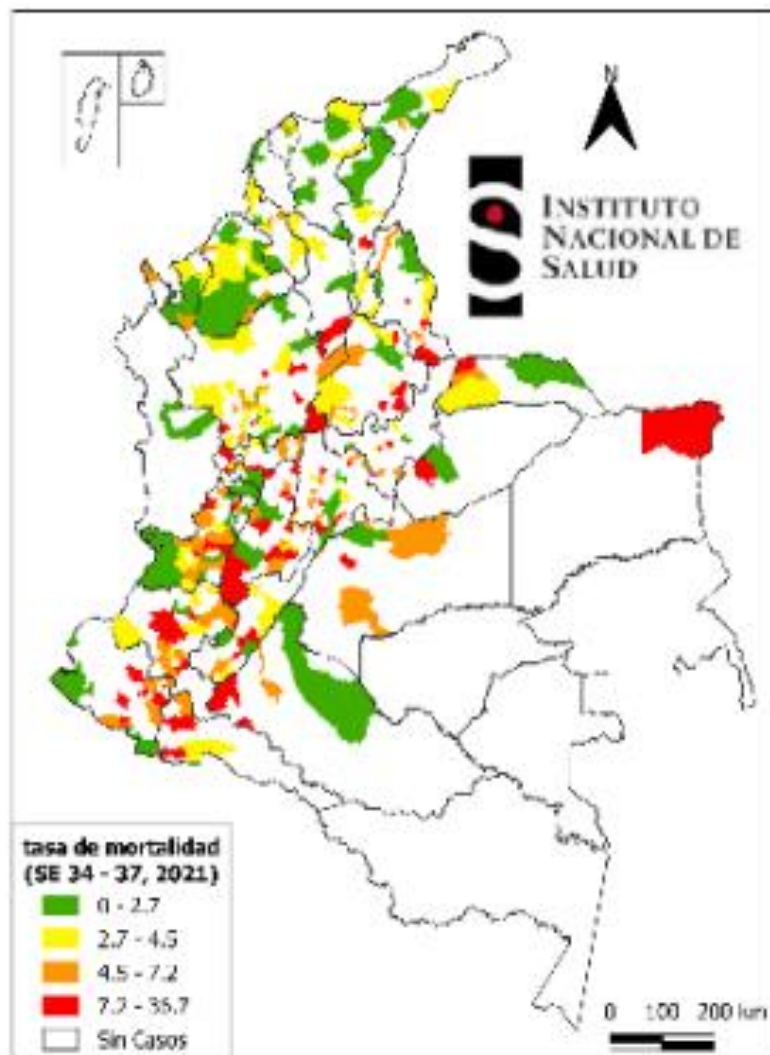 N
INSTITUTO
NACIONAL DE
SALUD
tasa de mortalidad
(SE 34 - 37, 2021)
0 - 2.7
2.7 - 4.5
4.5 - 7.2
7.2 - 36.7
Sin Casos
0 100 200 km